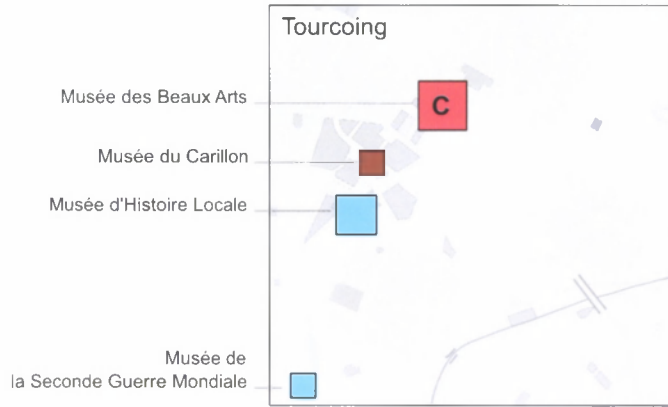 Tourcoing
Musée des Beaux Arts
C
Musée du Carillon
Musée d'Histoire Locale
Musée de
la Seconde Guerre Mondiale